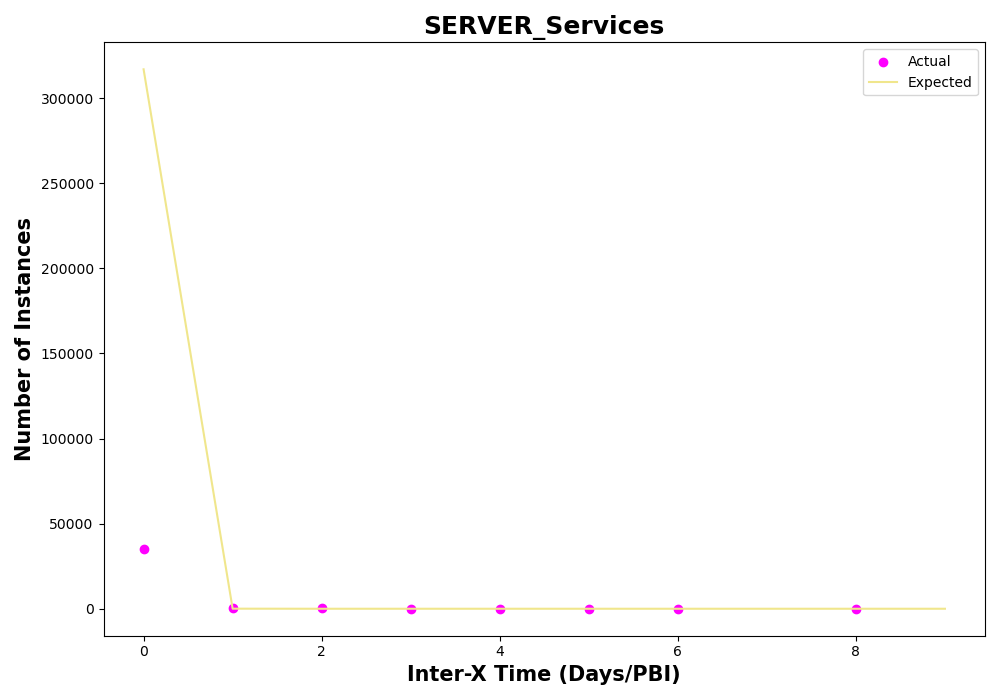 SERVER_Services
Actual
Expected
300000
250000
200000
150000
100000
50000
0
Number of Instances
0
2
4
6
8
Inter-X Time (Days/PBI)